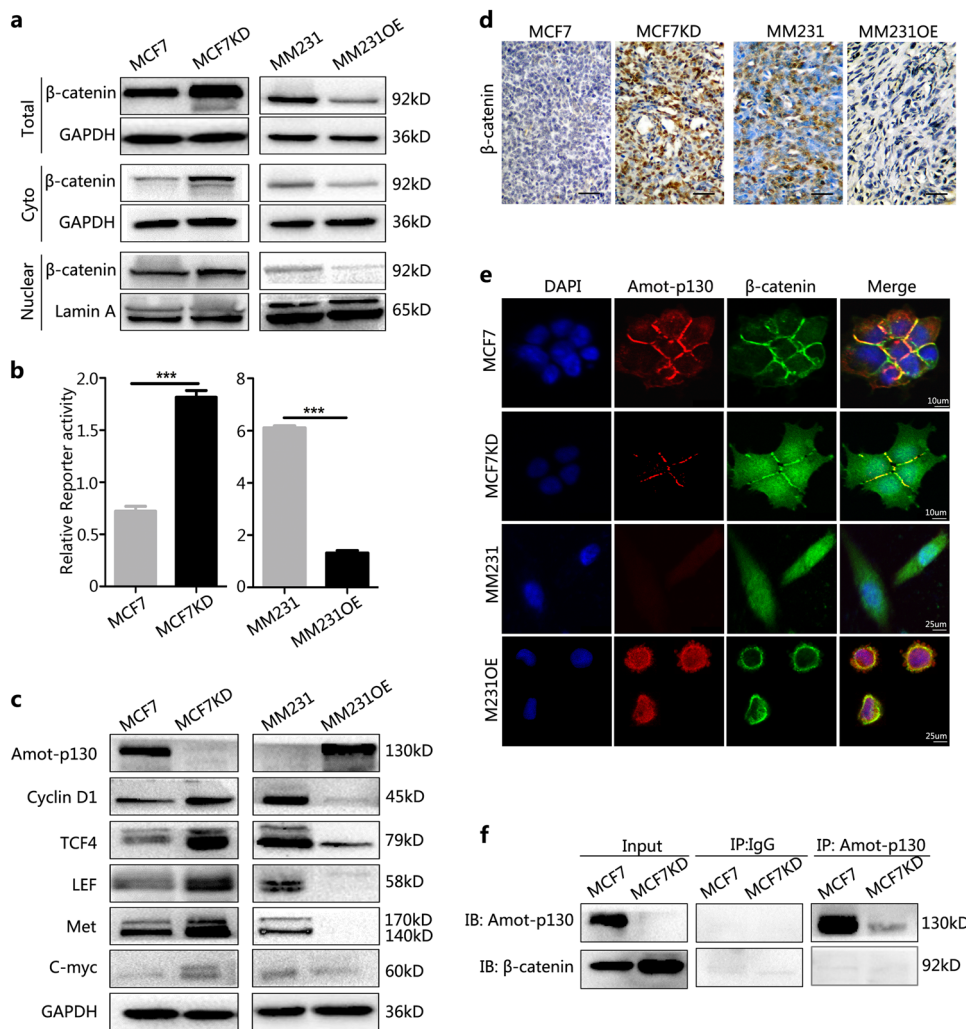 a
MCF7 MCF7KD MM231 MM231OE
Total
β-catenin 92kD
GAPDH 36kD
Cyto
β-catenin 92kD
GAPDH 36kD
Nuclear
β-catenin 92kD
Lamin A 65kD
b
Relative Reporter activity
2.0
1.5
1.0
0.5
0
***
MCF7 MCF7KD
8
6
4
2
0
***
MM231 MM231OE
c
MCF7 MCF7KD MM231 MM231OE
Amot-p130 130kD
Cyclin D1 45kD
TCF4 79kD
LEF 58kD
Met 170kD
140kD
C-myc 60kD
GAPDH 36kD
d
MCF7 MCF7KD MM231 MM231OE
β-catenin
e
DAPI Amot-p130 β-catenin Merge
MCF7
10um
MCF7KD
10um
MM231
25um
M231OE
25um
f
Input IP:IgG IP: Amot-p130
MCF7 MCF7KD MCF7 MCF7KD MCF7 MCF7KD
IB: Amot-p130 130kD
IB: β-catenin 92kD